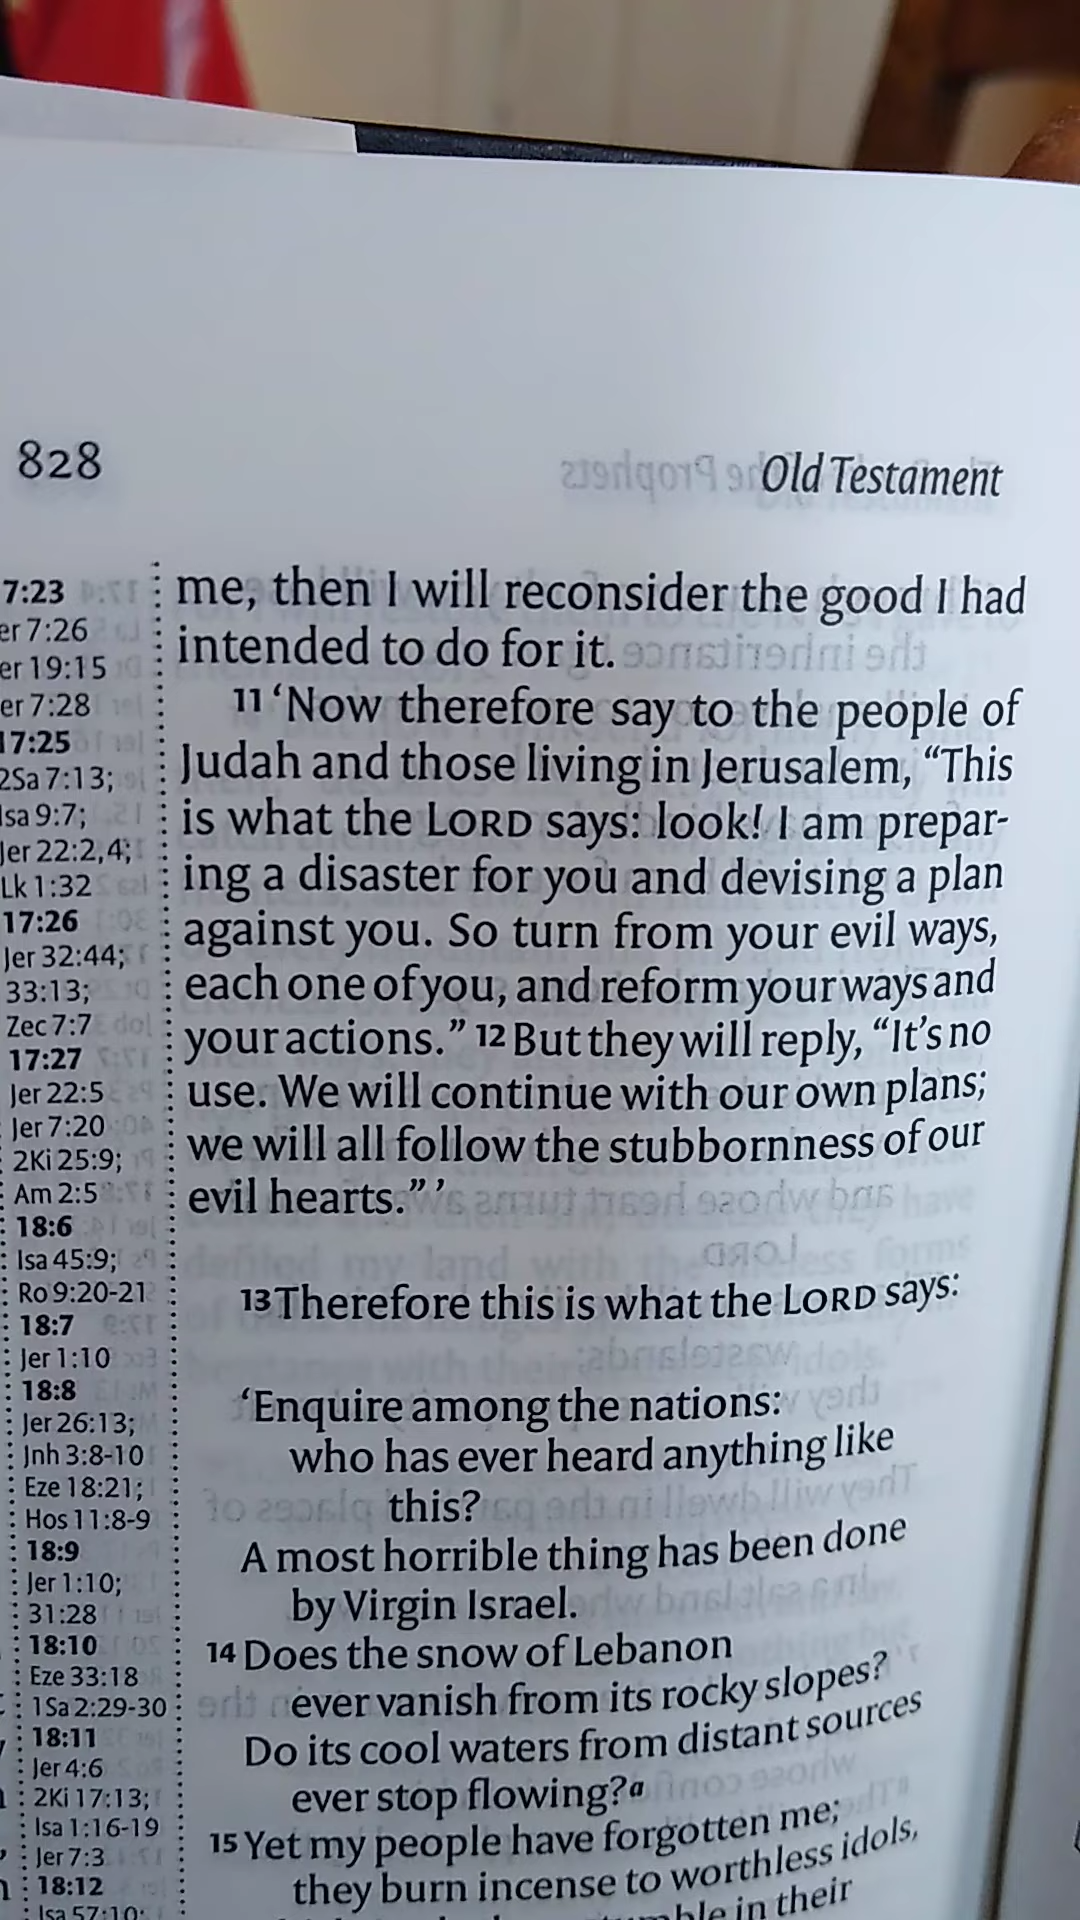 828
Old Testament
7:23
er 7:26
er 19:15
er 7:28
17:25
2Sa 7:13;
Isa 9:7;
Jer 22:2,4;
Lk 1:32
17:26
Jer 32:44;
33:13;
Zec 7:7
17:27
Jer 22:5
Jer 7:20
2Ki 25:9;
Am 2:5
18:6
Isa 45:9;
Ro 9:20-21
18:7
Jer 1:10
18:8
Jer 26:13;
Jnh 3:8-10
Eze 18:21;
Hos 11:8-9
18:9
Jer 1:10;
31:28
18:10
Eze 33:18
1Sa 2:29-30
18:11
Jer 4:6
2Ki 17:13;
Isa 1:16-19
Jer 7:3
18:12
Isa 57:10;
me, then I will reconsider the good I had
intended to do for it.
11 ‘Now therefore say to the people of
Judah and those living in Jerusalem, “This
is what the LORD says: look! I am prepar-
ing a disaster for you and devising a plan
against you. So turn from your evil ways,
each one of you, and reform your ways and
your actions.” 12 But they will reply, “It’s no
use. We will continue with our own plans;
we will all follow the stubbornness of our
evil hearts.”’
13 Therefore this is what the LORD says:
‘Enquire among the nations:
who has ever heard anything like
this?
A most horrible thing has been done
by Virgin Israel.
14 Does the snow of Lebanon
ever vanish from its rocky slopes?
Do its cool waters from distant sources
ever stop flowing?a
15 Yet my people have forgotten me;
they burn incense to worthless idols,
in their